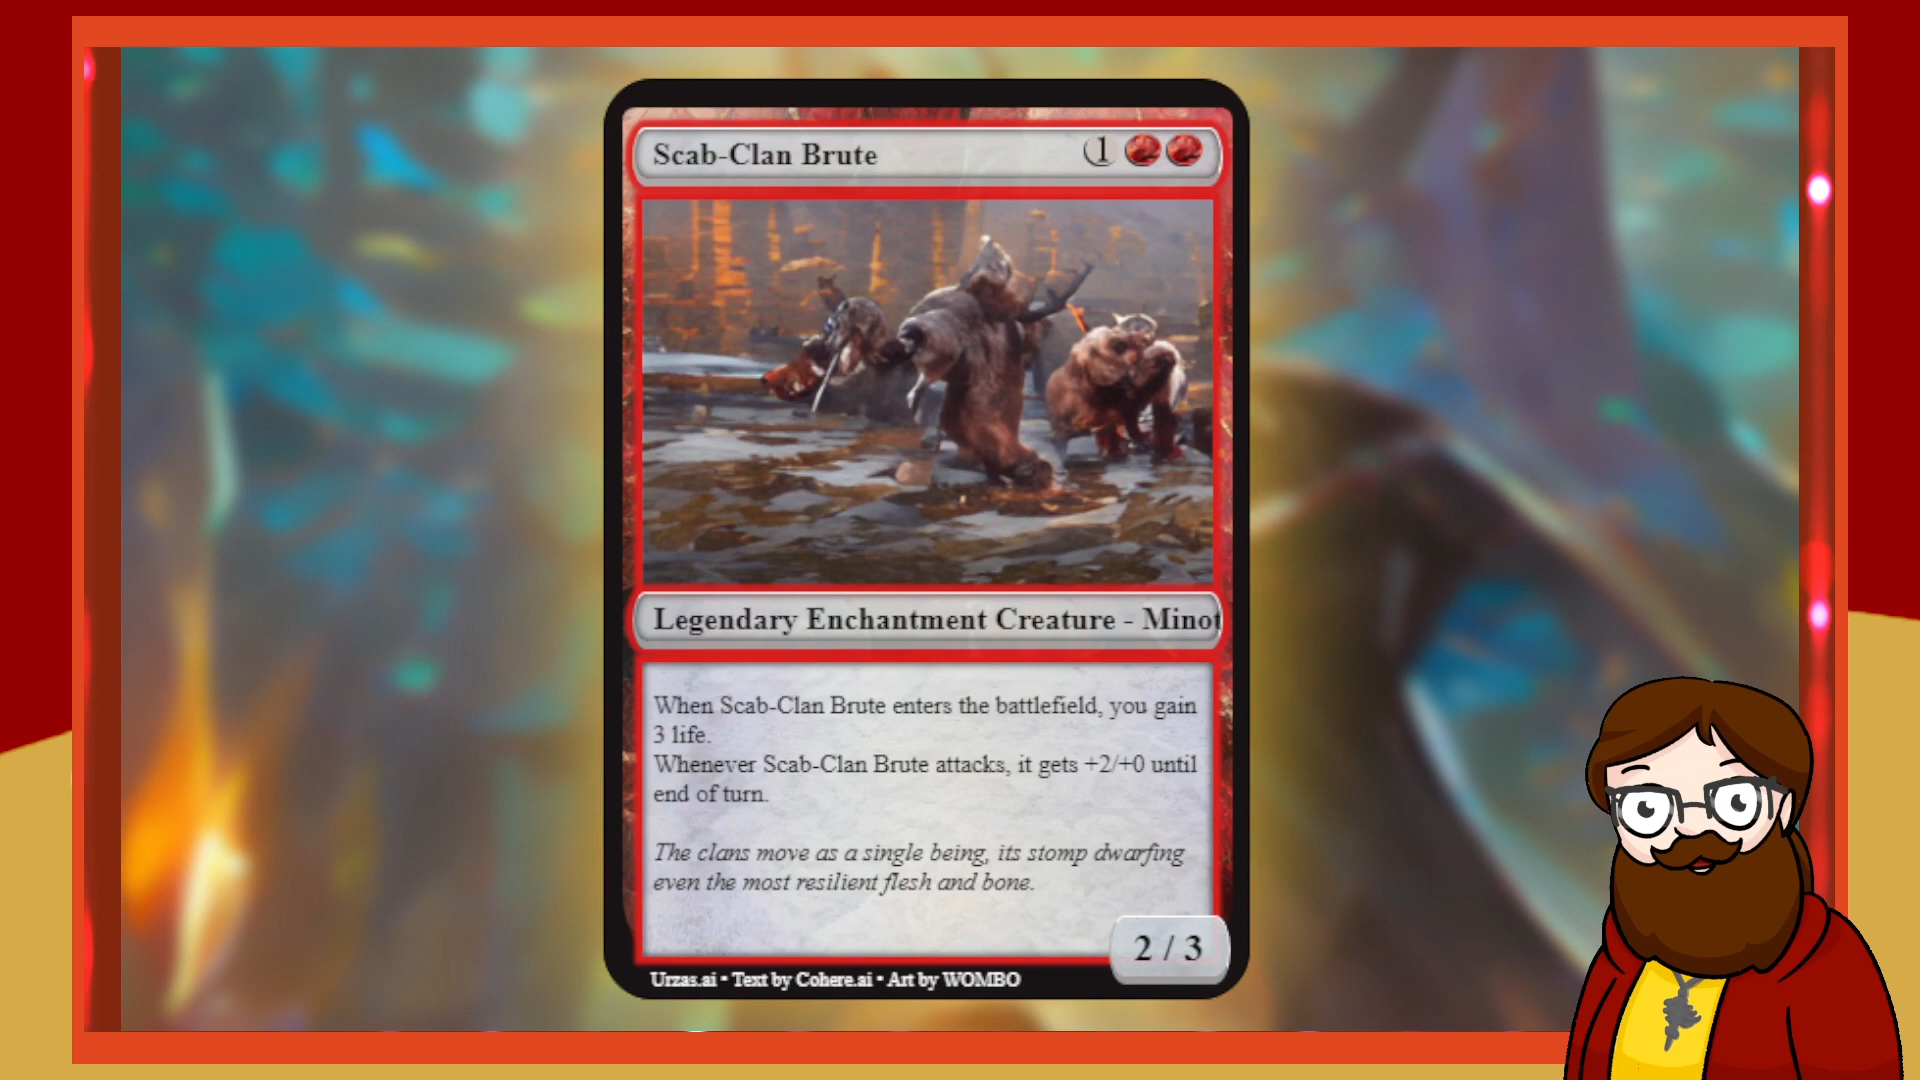 Scab-Clan Brute 1
Legendary Enchantment Creature - Minot
When Scab-Clan Brute enters the battlefield, you gain
3 life.
Whenever Scab-Clan Brute attacks, it gets +2/+0 until
end of turn.
The clans move as a single being, its stomp dwarfing
even the most resilient flesh and bone.
2 / 3
Urzas.ai • Text by Cohere.ai • Art by WOMBO